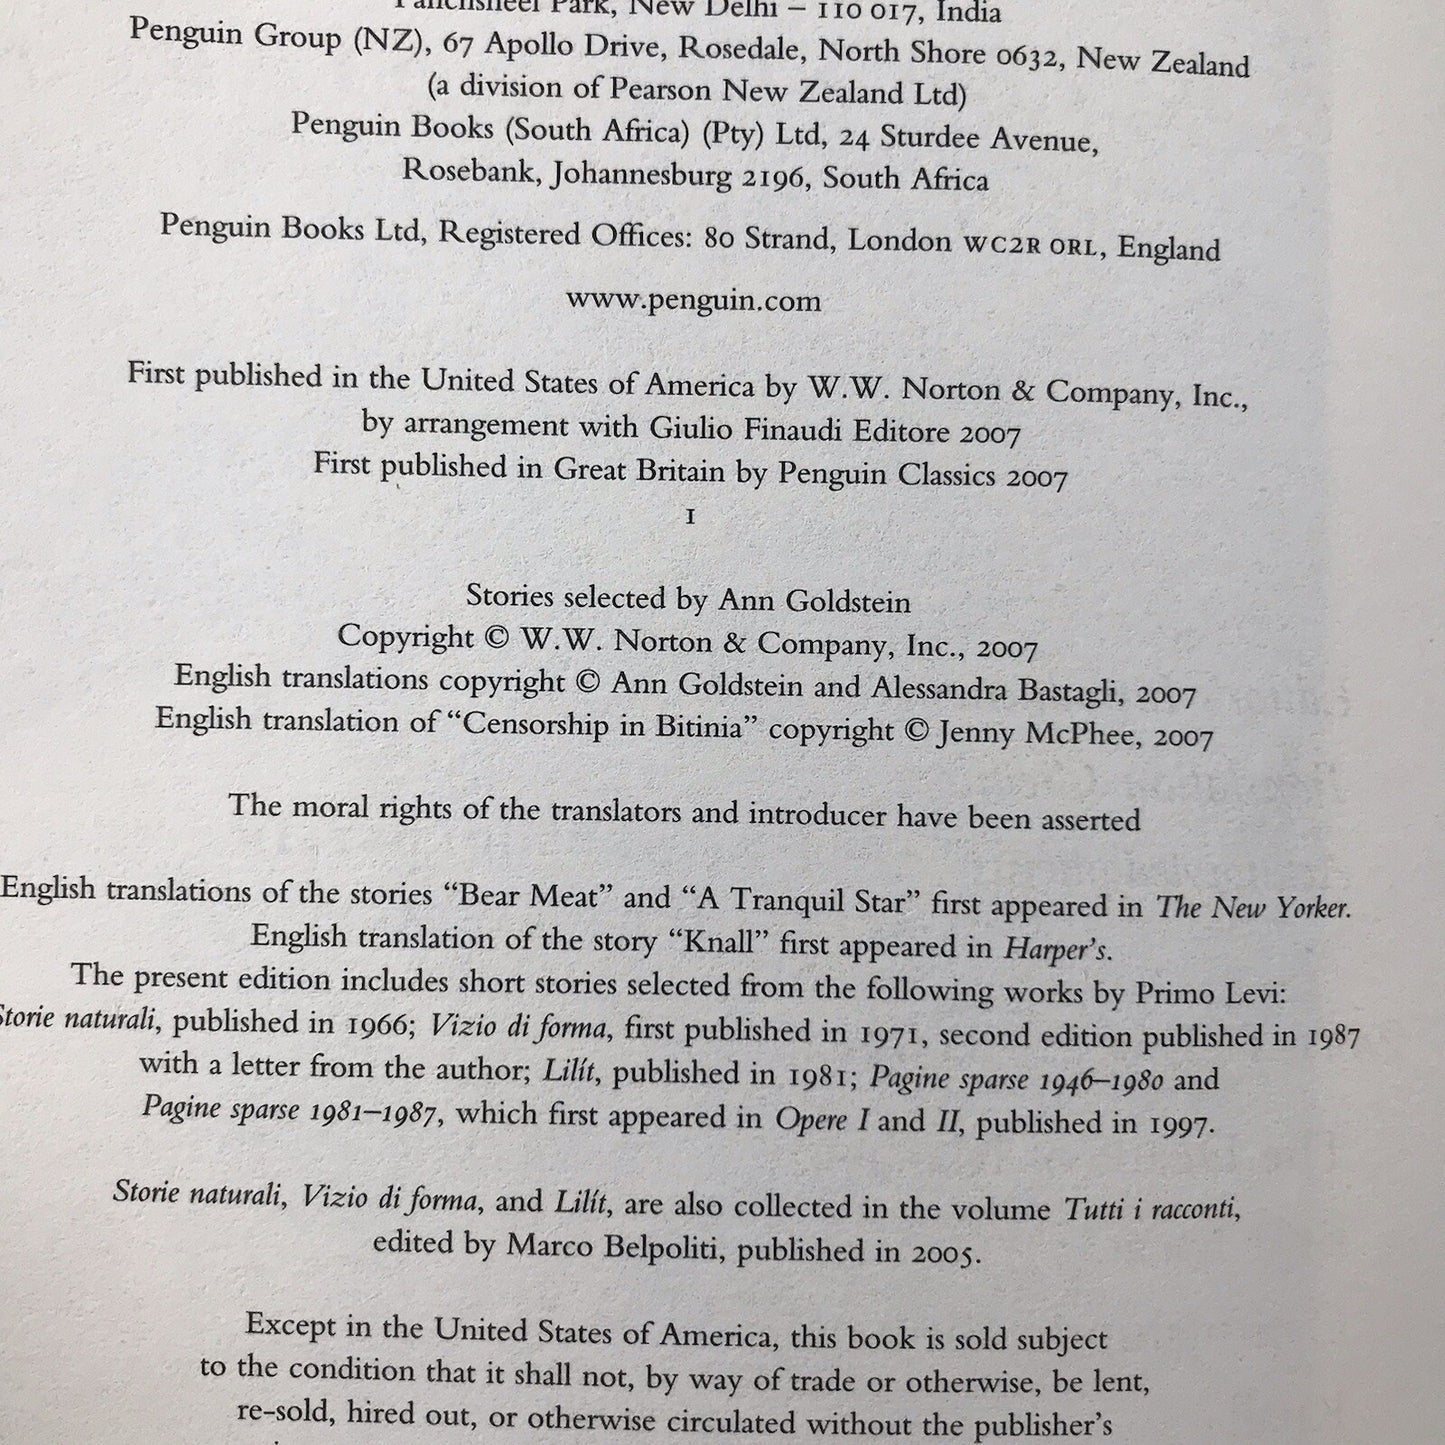 Panchsheel Park, New Delhi – 110 017, India
Penguin Group (NZ), 67 Apollo Drive, Rosedale, North Shore 0632, New Zealand
(a division of Pearson New Zealand Ltd)
Penguin Books (South Africa) (Pty) Ltd, 24 Sturdee Avenue,
Rosebank, Johannesburg 2196, South Africa
Penguin Books Ltd, Registered Offices: 80 Strand, London WC2R 0RL, England
www.penguin.com
First published in the United States of America by W.W. Norton & Company, Inc.,
by arrangement with Giulio Finaudi Editore 2007
First published in Great Britain by Penguin Classics 2007
1
Stories selected by Ann Goldstein
Copyright © W.W. Norton & Company, Inc., 2007
English translations copyright © Ann Goldstein and Alessandra Bastagli, 2007
English translation of “Censorship in Bitinia” copyright © Jenny McPhee, 2007
The moral rights of the translators and introducer have been asserted
English translations of the stories “Bear Meat” and “A Tranquil Star” first appeared in The New Yorker.
English translation of the story “Knall” first appeared in Harper’s.
The present edition includes short stories selected from the following works by Primo Levi:
Storie naturali, published in 1966; Vizio di forma, first published in 1971, second edition published in 1987
with a letter from the author; Lilít, published in 1981; Pagine sparse 1946–1980 and
Pagine sparse 1981–1987, which first appeared in Opere I and II, published in 1997.
Storie naturali, Vizio di forma, and Lilít, are also collected in the volume Tutti i racconti,
edited by Marco Belpoliti, published in 2005.
Except in the United States of America, this book is sold subject
to the condition that it shall not, by way of trade or otherwise, be lent,
re-sold, hired out, or otherwise circulated without the publisher’s